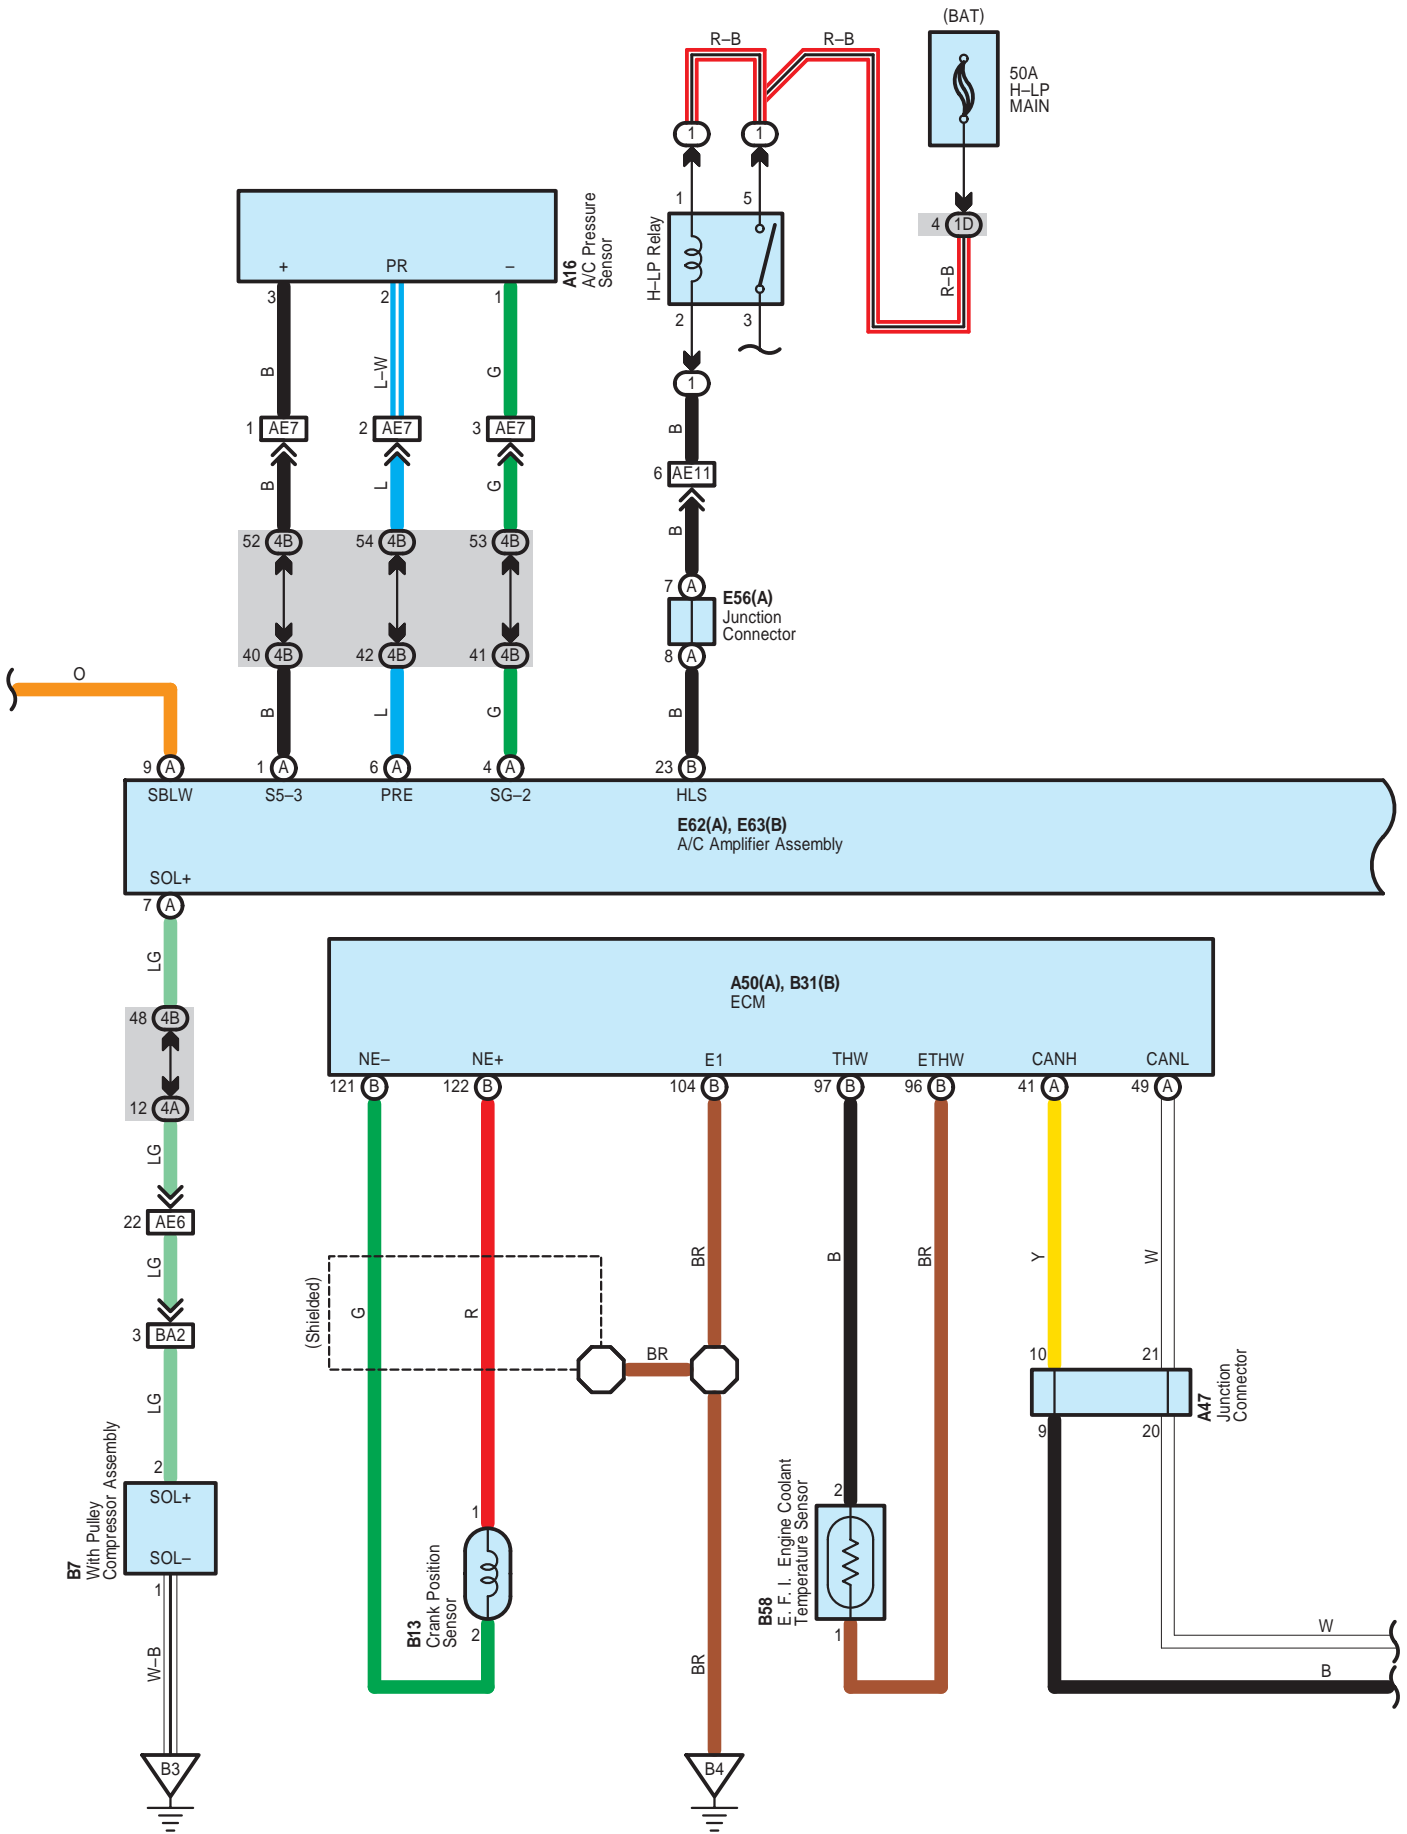 (BAT)
R–B
R–B
50A
H–LP
MAIN
1
1
1
5
4
1D
A16
A/C Pressure
Sensor
+
PR
–
H–LP Relay
R–B
3
2
1
2
3
B
L–W
G
1
1
AE7
2
AE7
3
AE7
B
6
AE11
B
L
G
B
52
4B
54
4B
53
4B
7
A
E56(A)
Junction
Connector
40
4B
42
4B
41
4B
8
A
O
B
L
G
B
9
A
1
A
6
A
4
A
23
B
SBLW
S5–3
PRE
SG–2
HLS
E62(A), E63(B)
A/C Amplifier Assembly
SOL+
7
A
LG
A50(A), B31(B)
ECM
48
4B
NE–
NE+
E1
THW
ETHW
CANH
CANL
121
B
122
B
104
B
97
B
96
B
41
A
49
A
12
4A
LG
22
AE6
LG
(Shielded)
G
R
BR
B
BR
Y
W
3
BA2
BR
10
21
A47
Junction
Connector
LG
9
20
2
1
2
B7
With Pulley
Compressor Assembly
SOL+
SOL–
B13
Crank Position
Sensor
B58
E. F. I. Engine Coolant
Temperature Sensor
1
2
1
W
W–B
BR
B
B3
B4